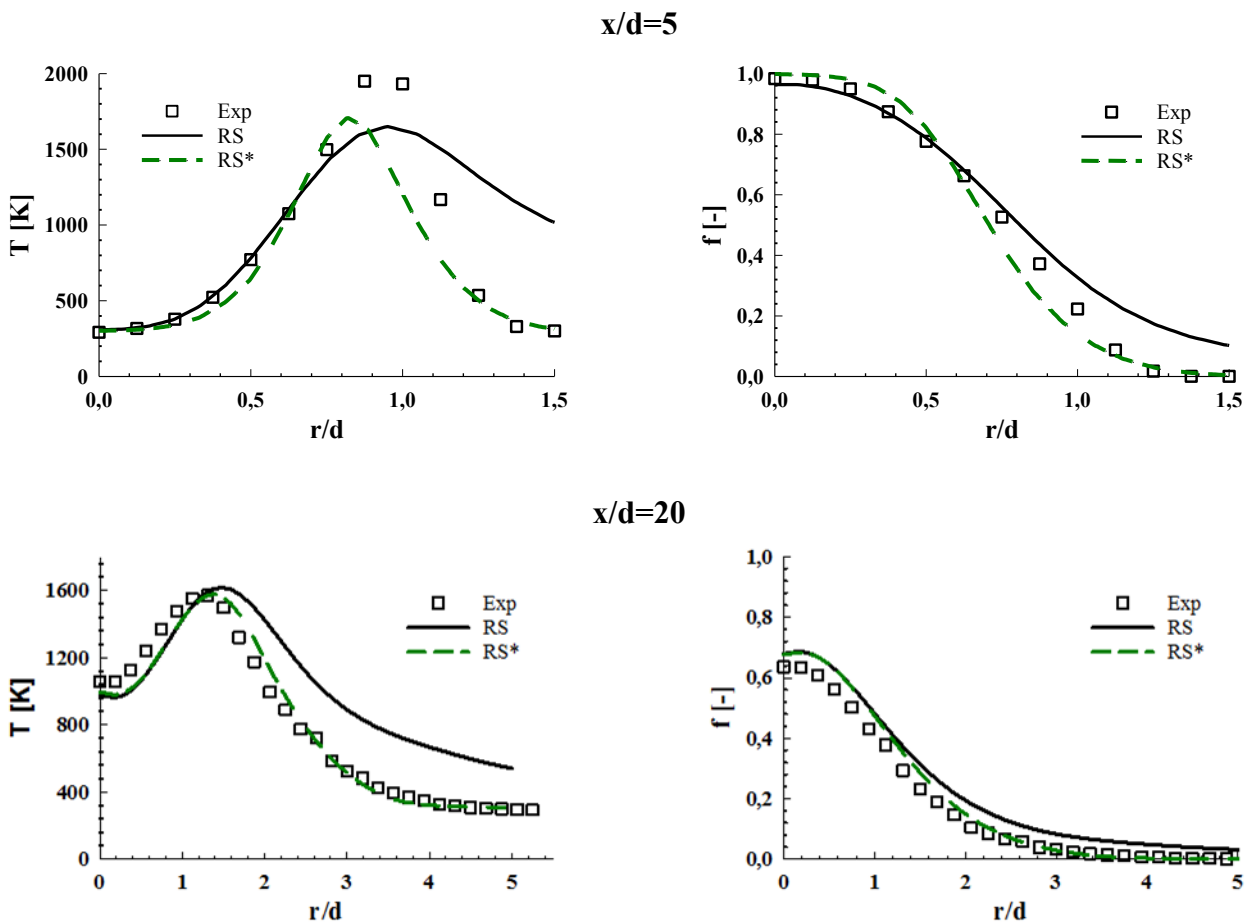 x/d=5
2000
1500
1000
500
0
T [K]
Exp
RS
RS*
0,0
0,5
1,0
1,5
r/d
1,0
0,8
0,6
0,4
0,2
0,0
f [-]
Exp
RS
RS*
0,0
0,5
1,0
1,5
r/d
x/d=20
1600
1200
800
400
0
T [K]
Exp
RS
RS*
0
1
2
3
4
5
r/d
1,0
0,8
0,6
0,4
0,2
0,0
f [-]
Exp
RS
RS*
0
1
2
3
4
5
r/d